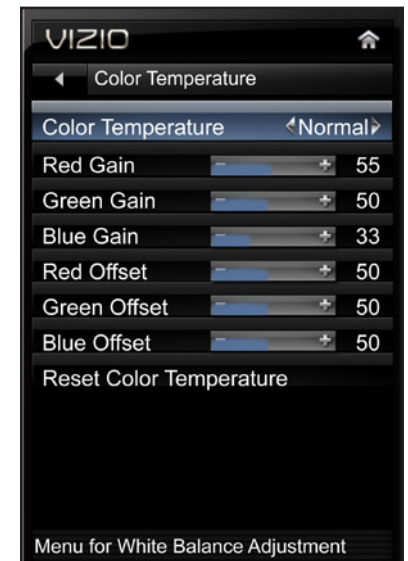 VIZIO
Color Temperature
Color Temperature Normal
Red Gain - + 55
Green Gain - + 50
Blue Gain - + 33
Red Offset - + 50
Green Offset - + 50
Blue Offset - + 50
Reset Color Temperature
Menu for White Balance Adjustment